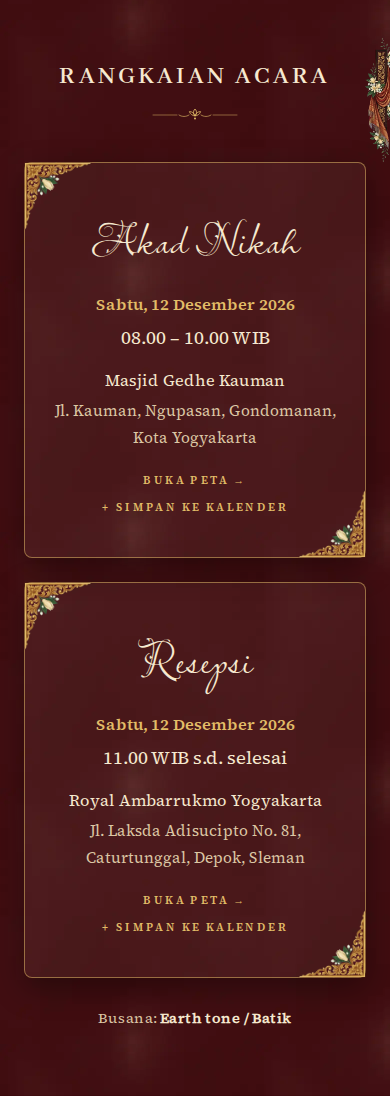 RANGKAIAN ACARA
Akad Nikah
Sabtu, 12 Desember 2026
08.00 – 10.00 WIB
Masjid Gedhe Kauman
Jl. Kauman, Ngupasan, Gondomanan,
Kota Yogyakarta
BUKA PETA →
+ SIMPAN KE KALENDER
Resepsi
Sabtu, 12 Desember 2026
11.00 WIB s.d. selesai
Royal Ambarrukmo Yogyakarta
Jl. Laksda Adisucipto No. 81,
Caturtunggal, Depok, Sleman
BUKA PETA →
+ SIMPAN KE KALENDER
Busana: Earth tone / Batik